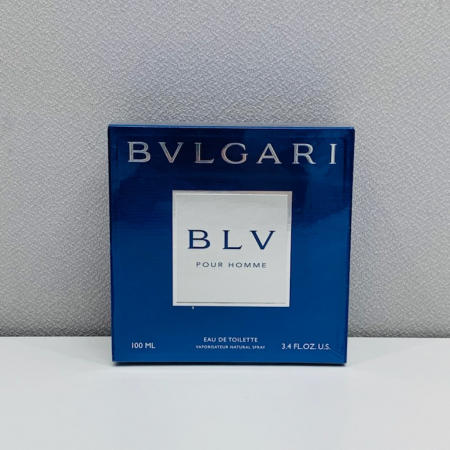 BVLGARI
BLV
POUR HOMME
100 ML
EAU DE TOILETTE
VAPORISATEUR NATURAL SPRAY
3.4 FL.OZ. U.S.